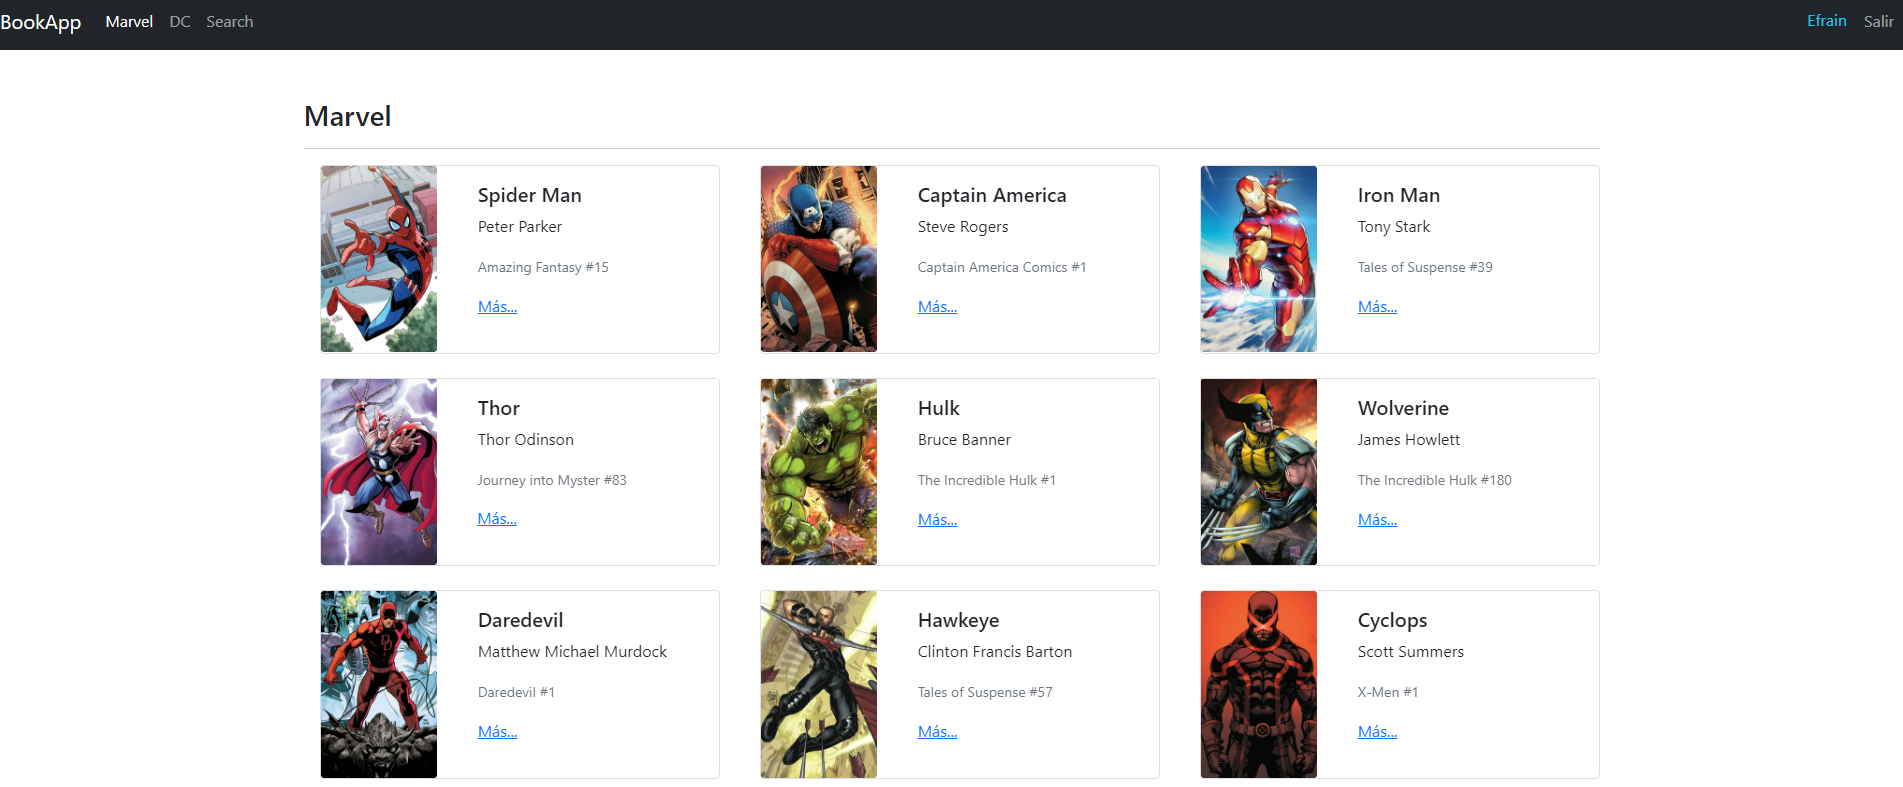 BookApp Marvel DC Search Efrain Salir
Marvel
Spider Man
Peter Parker
Amazing Fantasy #15
Más...
Captain America
Steve Rogers
Captain America Comics #1
Más...
Iron Man
Tony Stark
Tales of Suspense #39
Más...
Thor
Thor Odinson
Journey into Myster #83
Más...
Hulk
Bruce Banner
The Incredible Hulk #1
Más...
Wolverine
James Howlett
The Incredible Hulk #180
Más...
Daredevil
Matthew Michael Murdock
Daredevil #1
Más...
Hawkeye
Clinton Francis Barton
Tales of Suspense #57
Más...
Cyclops
Scott Summers
X-Men #1
Más...